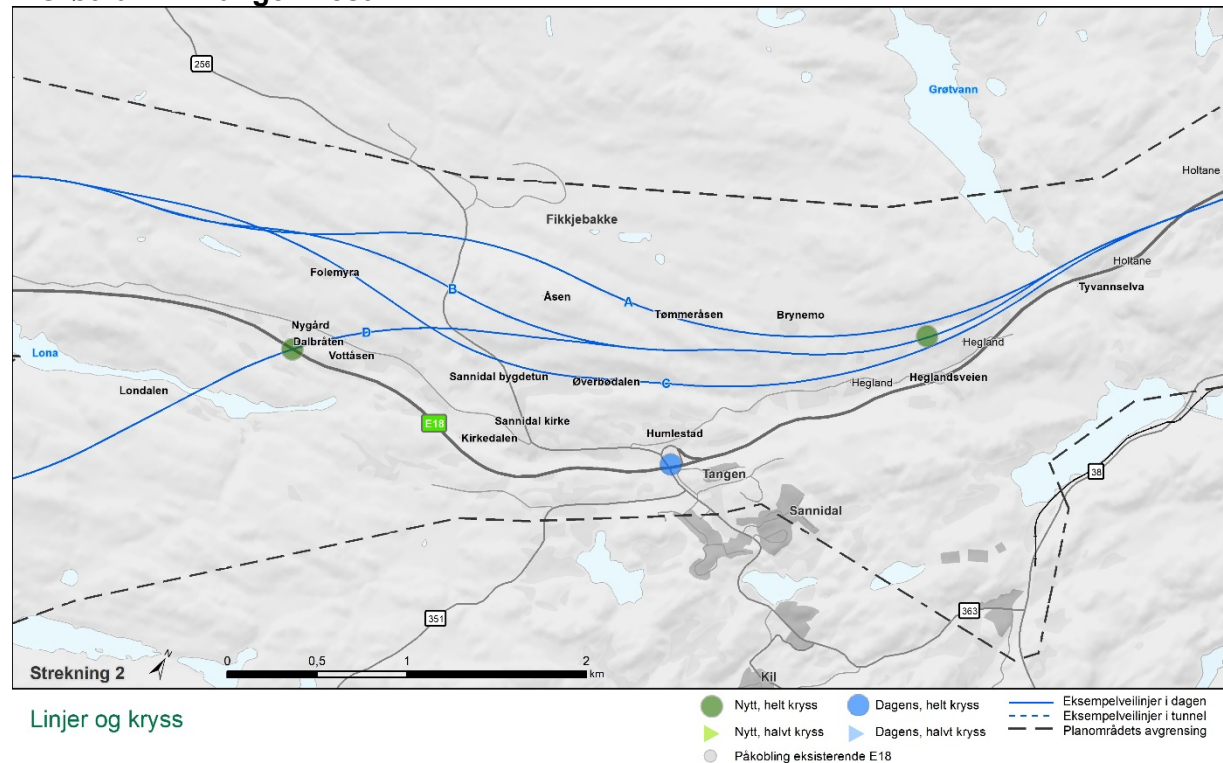 256
Grøtvann
Holtane
Fikkjebakke
Folemyra
B
Åsen
A
Tømmeråsen
Brynemo
Holtane
Tyvannselva
Nygård
D
Dalbråten
Vottåsen
Lona
Hegland
Londalen
Sannidal bygdetun
Øverbødalen
C
Hegland
Heglandsveien
E18
Sannidal kirke
Kirkedalen
Humlestad
Tangen
38
Sannidal
351
363
Strekning 2
N
0
0,5
1
2
km
Kil
Linjer og kryss
Nytt, helt kryss
Dagens, helt kryss
Eksempelveilinjer i dagen
Eksempelveilinjer i tunnel
Planområdets avgrensing
Nytt, halvt kryss
Dagens, halvt kryss
Påkobling eksisterende E18